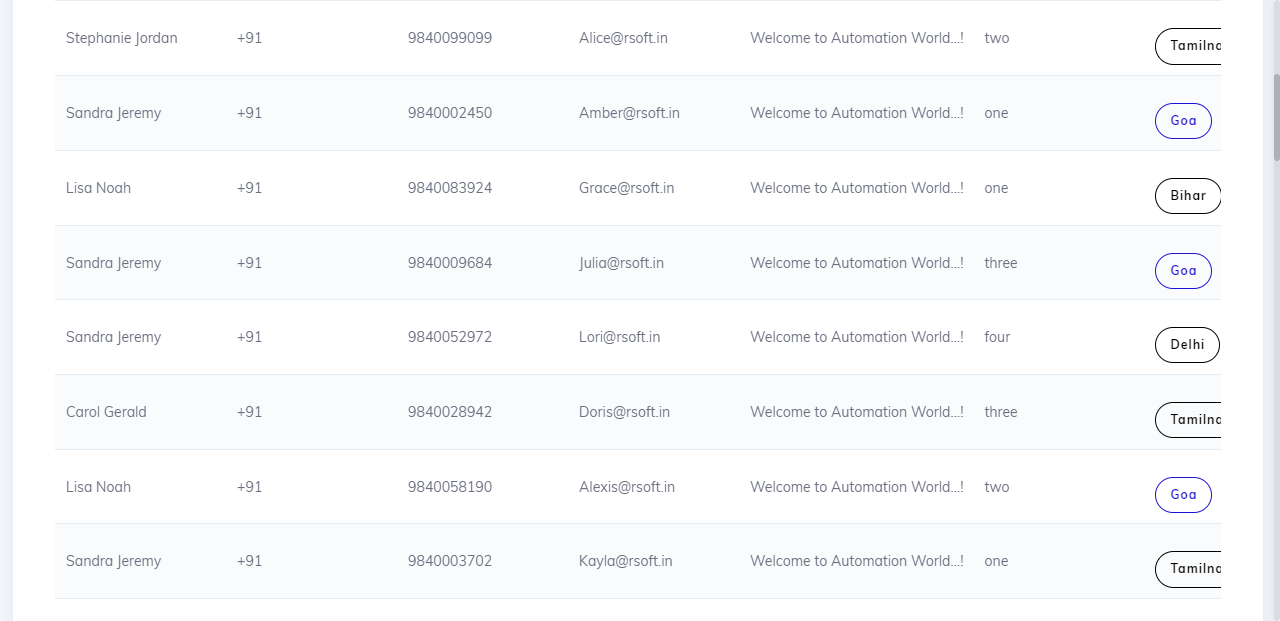 Stephanie Jordan +91 9840099099 Alice@rsoft.in Welcome to Automation World...! two
Sandra Jeremy +91 9840002450 Amber@rsoft.in Welcome to Automation World...! one Goa
Lisa Noah +91 9840083924 Grace@rsoft.in Welcome to Automation World...! one Bihar
Sandra Jeremy +91 9840009684 Julia@rsoft.in Welcome to Automation World...! three Goa
Sandra Jeremy +91 9840052972 Lori@rsoft.in Welcome to Automation World...! four Delhi
Carol Gerald +91 9840028942 Doris@rsoft.in Welcome to Automation World...! three
Lisa Noah +91 9840058190 Alexis@rsoft.in Welcome to Automation World...! two Goa
Sandra Jeremy +91 9840003702 Kayla@rsoft.in Welcome to Automation World...! one